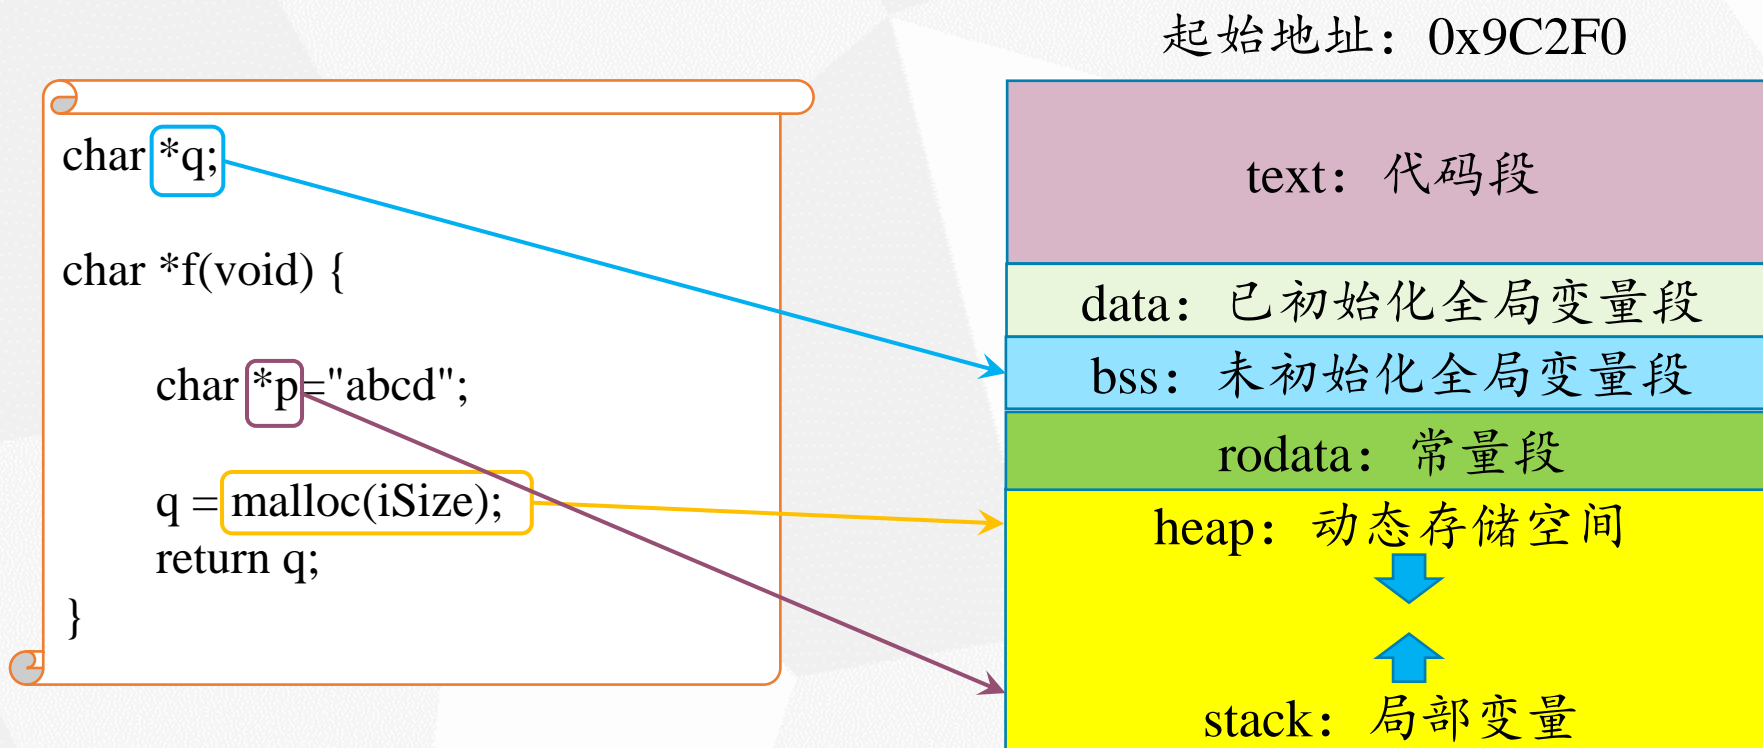 起始地址：0x9C2F0
char *q;
char *f(void) {
char *p="abcd";
q = malloc(iSize);
return q;
}
text：代码段
data：已初始化全局变量段
bss：未初始化全局变量段
rodata：常量段
heap：动态存储空间
stack：局部变量